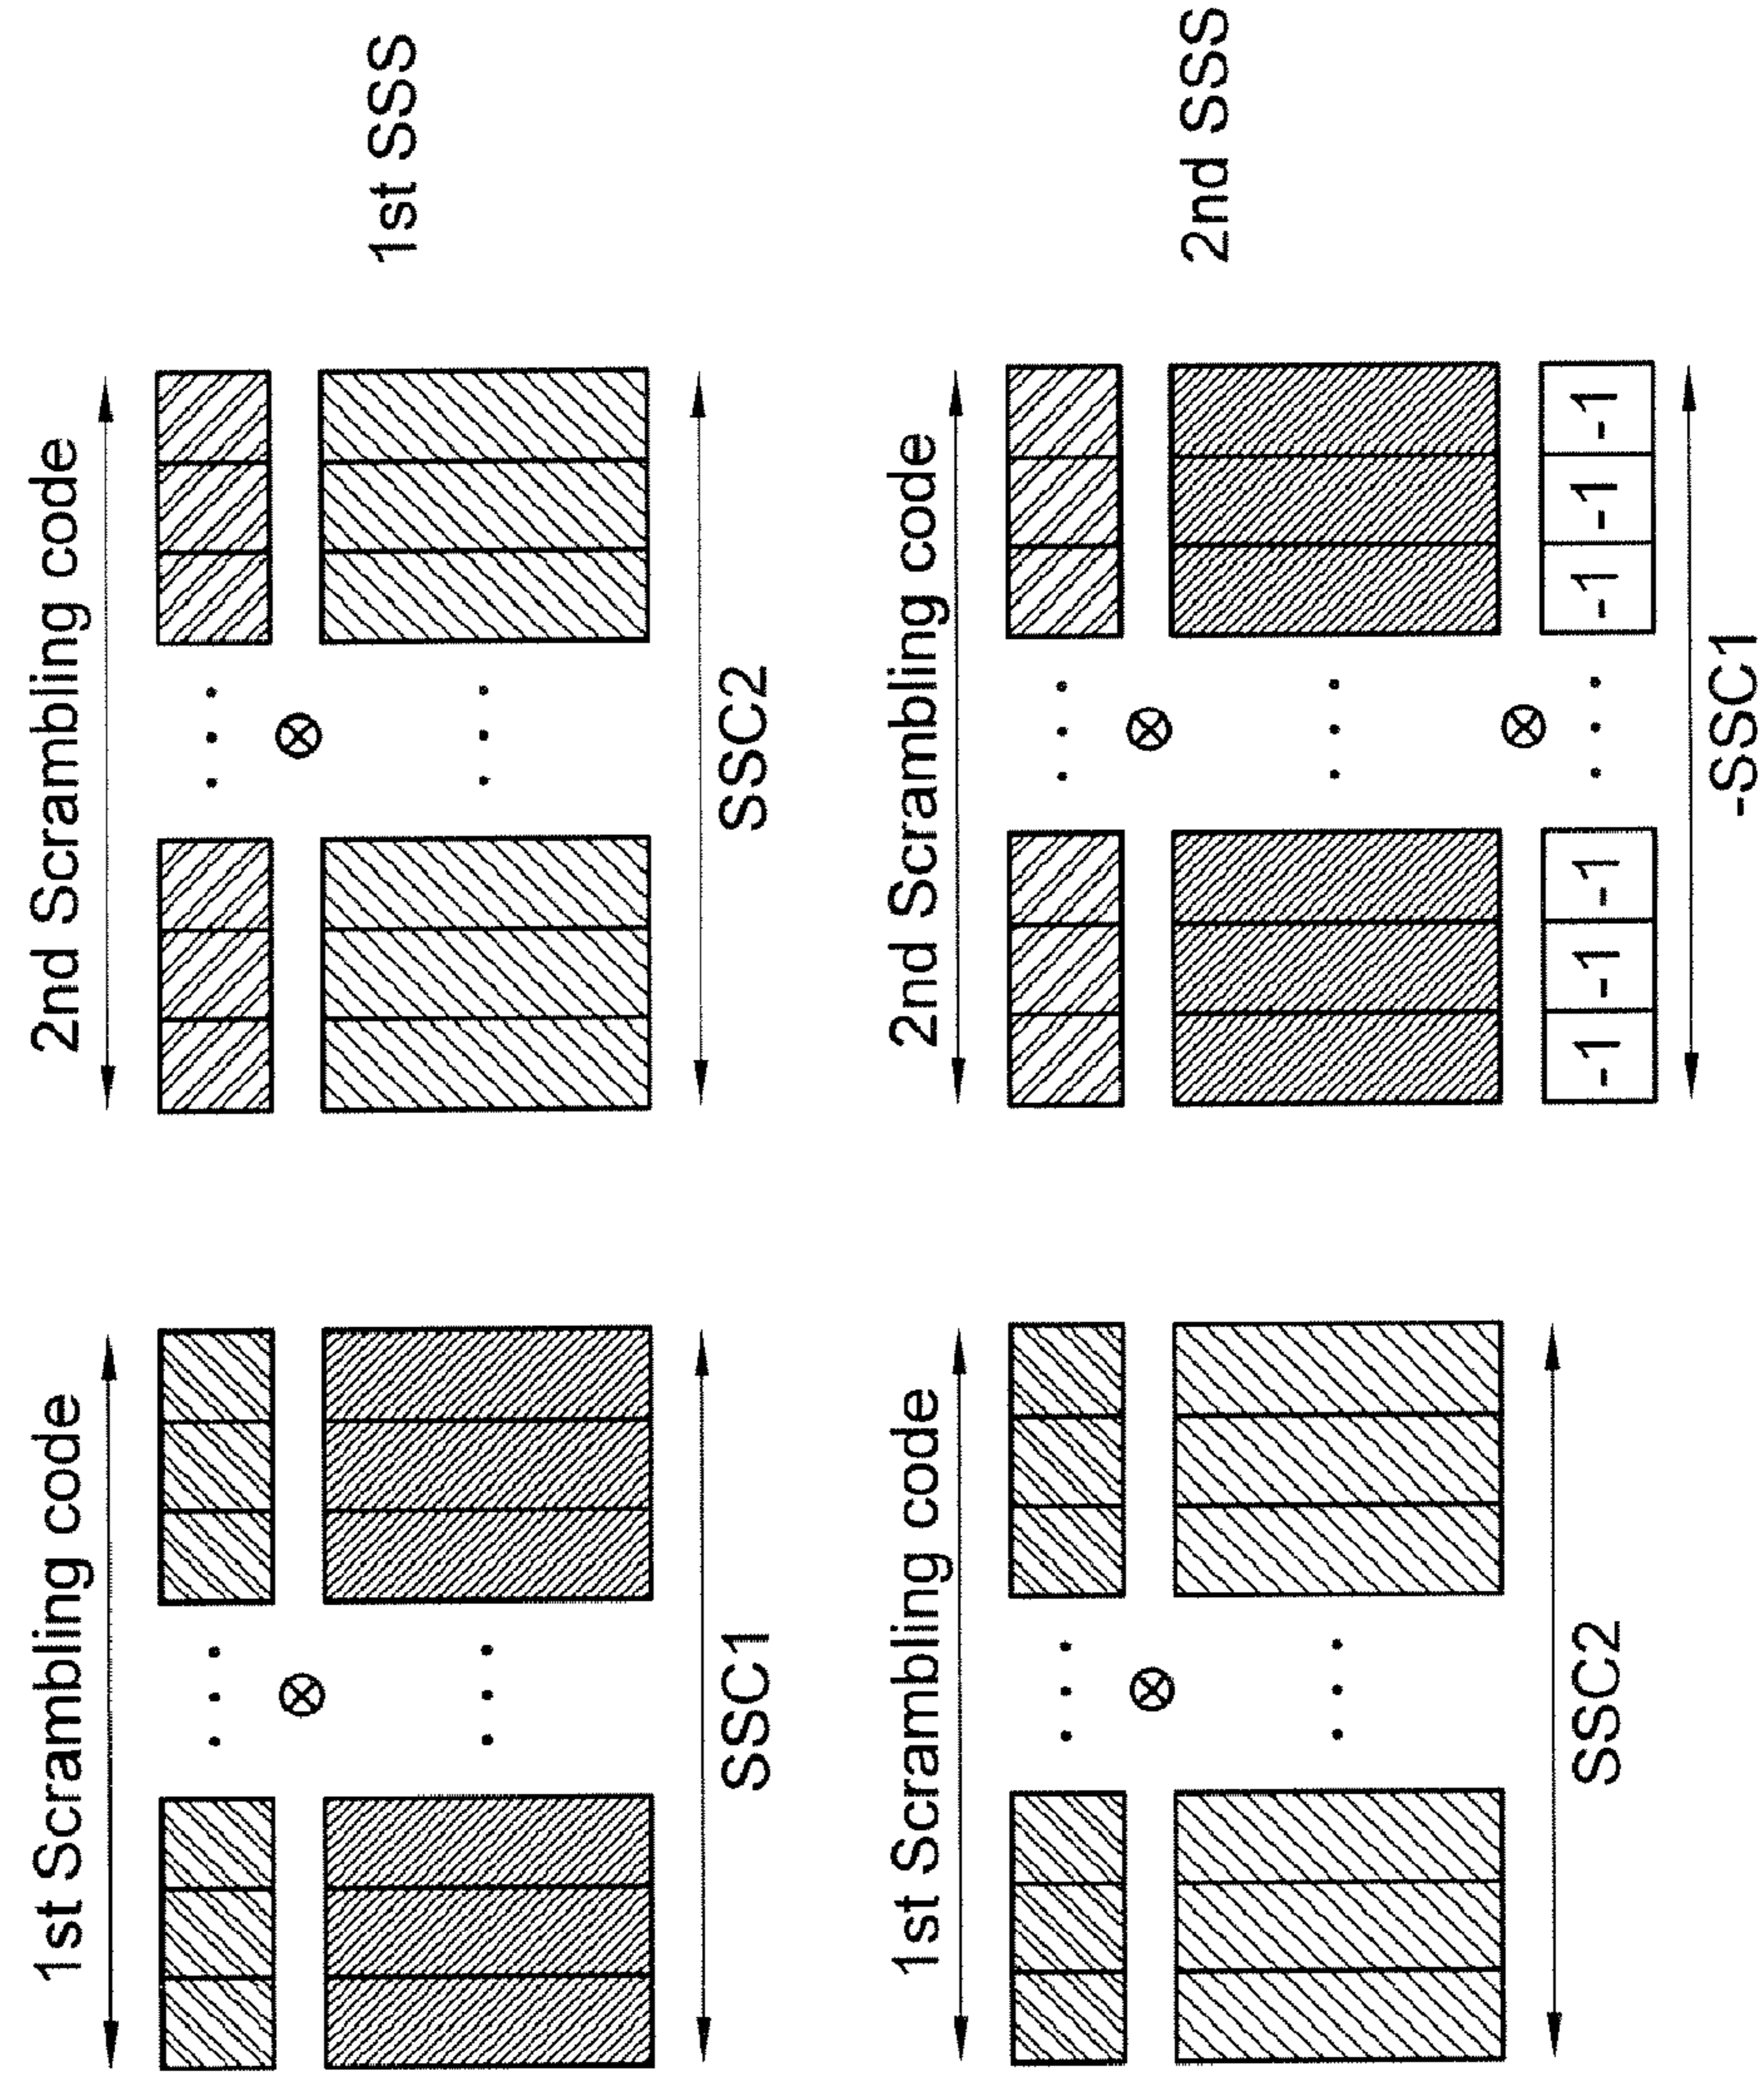 1st Scrambling code
2nd Scrambling code
⊗
⊗
1st SSS
SSC1
SSC2
1st Scrambling code
2nd Scrambling code
⊗
⊗
2nd SSS
⊗
-1 -1 -1 -1 -1 -1
SSC2
-SSC1